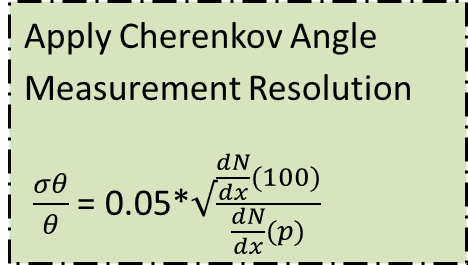 Apply Cherenkov Angle
Measurement Resolution
σθ/θ = 0.05*√(dN/dx(100)/dN/dx(p))